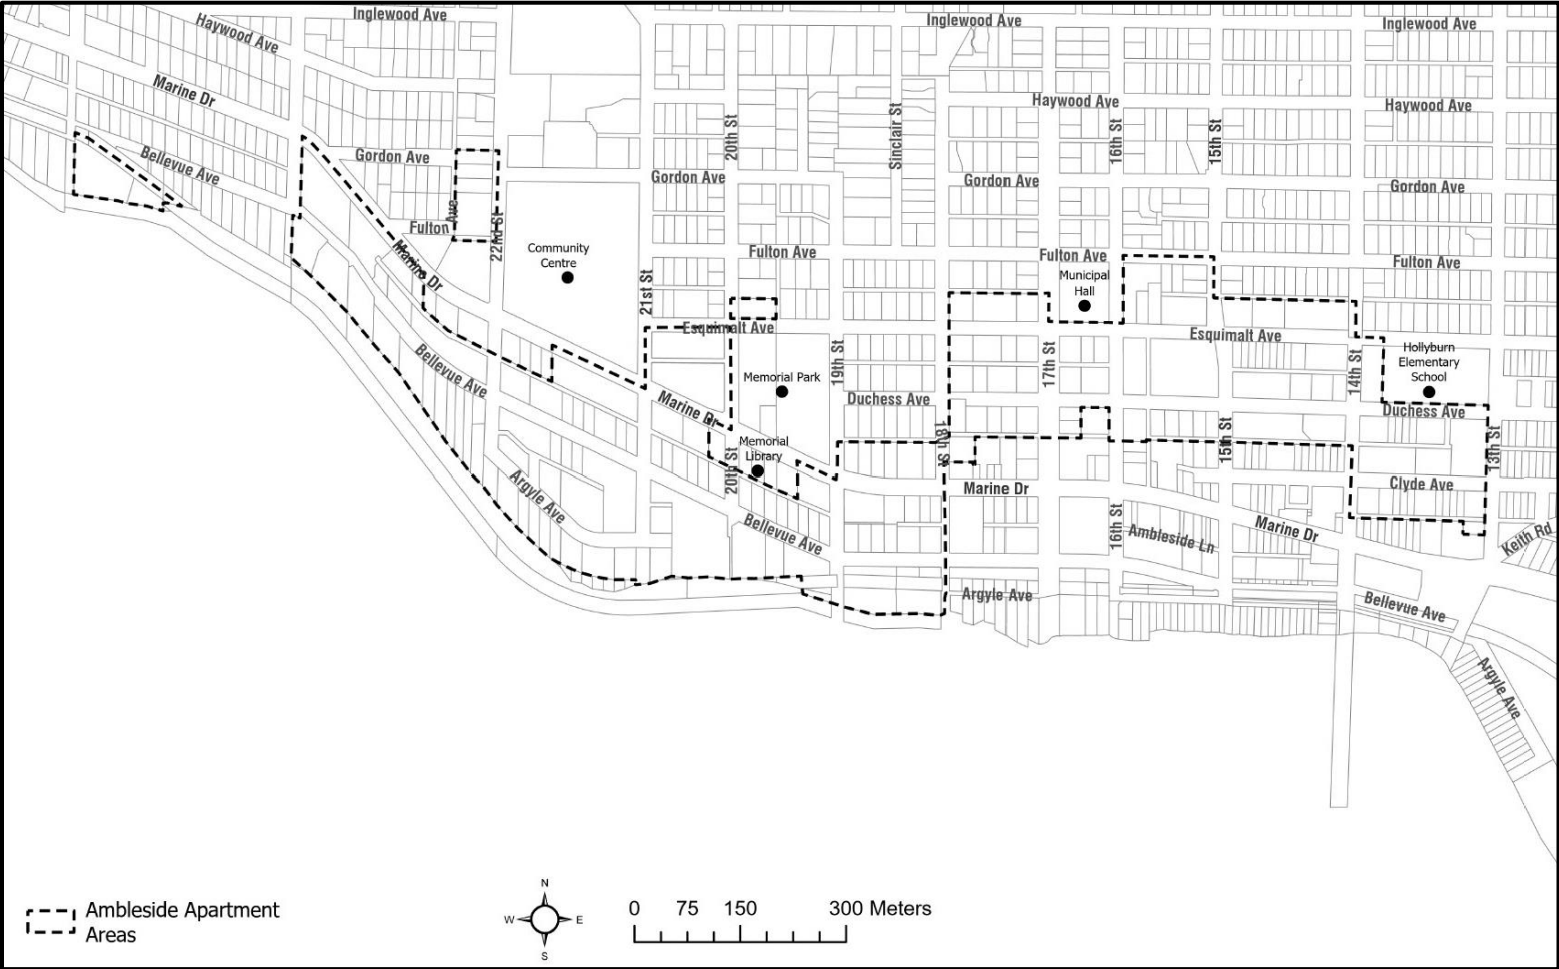 Inglewood Ave
Inglewood Ave
Inglewood Ave
Haywood Ave
Marine Dr
Haywood Ave
Haywood Ave
20th St
Sinclair St
16th St
15th St
Bellevue Ave
Gordon Ave
Gordon Ave
Gordon Ave
Gordon Ave
Fulton Ave
22nd St
Community
Centre
Fulton Ave
Fulton Ave
Fulton Ave
Marine Dr
21st St
Municipal
Hall
Esquimalt Ave
Esquimalt Ave
Bellevue Ave
19th St
17th St
14th St
Hollyburn
Elementary
School
Memorial Park
Marine Dr
Duchess Ave
Duchess Ave
Memorial
Library
20th St
18th St
15th St
13th St
Argyle Ave
Marine Dr
Clyde Ave
Bellevue Ave
16th St
Ambleside Ln
Marine Dr
Keith Rd
Argyle Ave
Bellevue Ave
Argyle Ave
Ambleside Apartment
Areas
N
W E
S
0 75 150 300 Meters